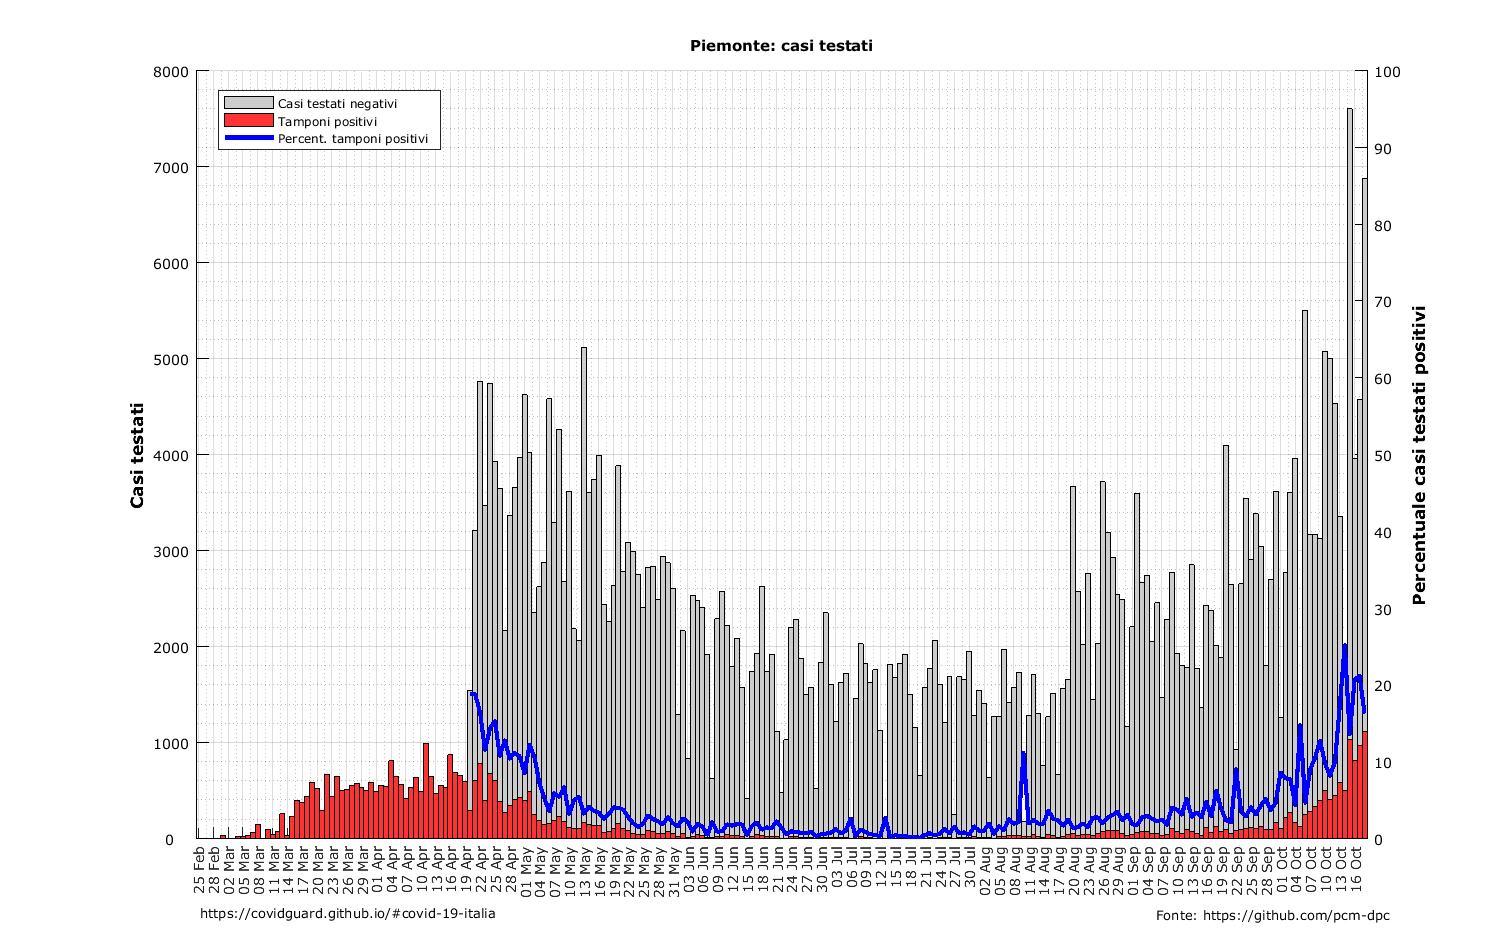 Piemonte: casi testati
Casi testati negativi
Tamponi positivi
Percent. tamponi positivi
Casi testati
8000
7000
6000
5000
4000
3000
2000
1000
0
100
90
80
70
60
50
40
30
20
10
0
Percentuale casi testati positivi
25 Feb
28 Feb
02 Mar
05 Mar
08 Mar
11 Mar
14 Mar
17 Mar
20 Mar
23 Mar
26 Mar
29 Mar
01 Apr
04 Apr
07 Apr
10 Apr
13 Apr
16 Apr
19 Apr
22 Apr
25 Apr
28 Apr
01 May
04 May
07 May
10 May
13 May
16 May
19 May
22 May
25 May
28 May
31 May
03 Jun
06 Jun
09 Jun
12 Jun
15 Jun
18 Jun
21 Jun
24 Jun
27 Jun
30 Jun
03 Jul
06 Jul
09 Jul
12 Jul
15 Jul
18 Jul
21 Jul
24 Jul
27 Jul
30 Jul
02 Aug
05 Aug
08 Aug
11 Aug
14 Aug
17 Aug
20 Aug
23 Aug
26 Aug
29 Aug
01 Sep
04 Sep
07 Sep
10 Sep
13 Sep
16 Sep
19 Sep
22 Sep
25 Sep
28 Sep
01 Oct
04 Oct
07 Oct
10 Oct
13 Oct
16 Oct
https://covidguard.github.io/#covid-19-italia
Fonte: https://github.com/pcm-dpc